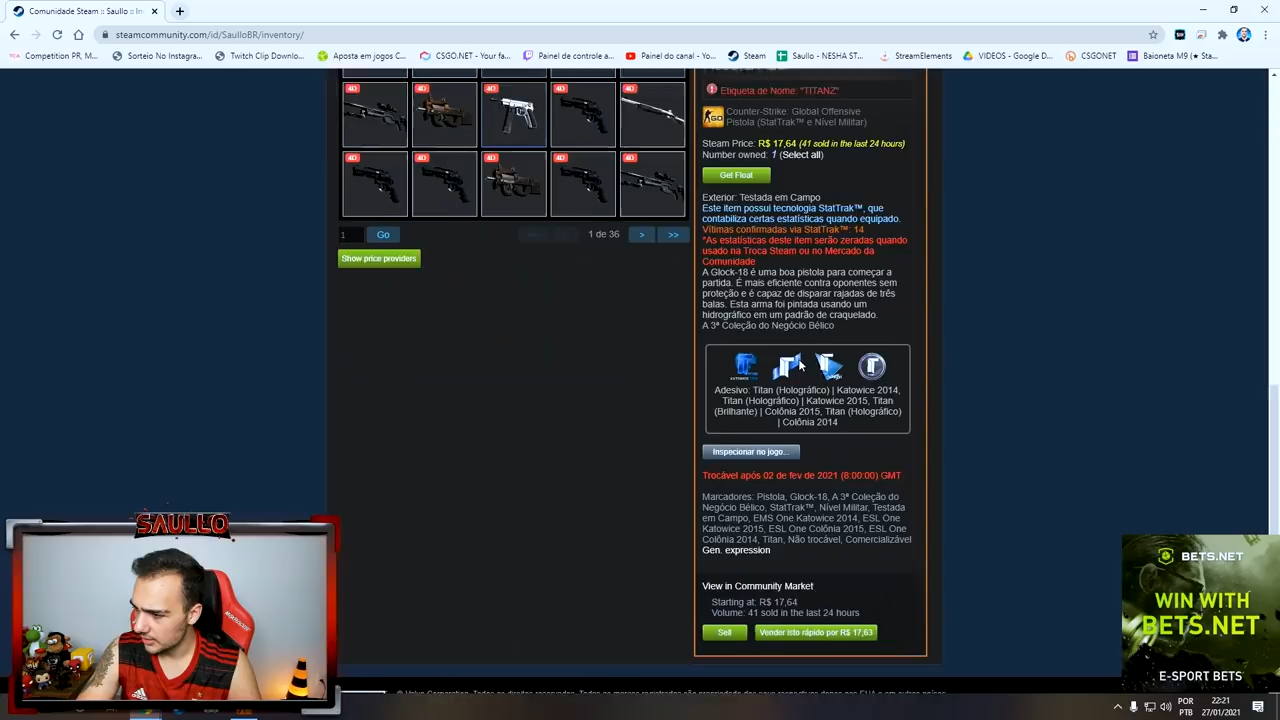 Comunidade Steam :: Saullo :: In
steamcommunity.com/id/SaulloBR/inventory/
Competition PR, M...
Sorteio No Instagra...
Twitch Clip Downlo...
Aposta em jogos C...
CSGO.NET - Your fa...
Painel de controle a...
Painel do canal - Yo...
Steam
Saullo - NESHA ST...
StreamElements
VIDEOS - Google D...
CSGONET
Baioneta M9 (★ Sta...
Etiqueta de Nome: "TITANZ"
Counter-Strike: Global Offensive
Pistola (StatTrak™ e Nível Militar)
Steam Price: R$ 17,64 (41 sold in the last 24 hours)
Number owned: 1 (Select all)
Get Float
Exterior: Testada em Campo
Este item possui tecnologia StatTrak™, que
contabiliza certas estatísticas quando equipado.
Vítimas confirmadas via StatTrak™: 14
*As estatísticas deste item serão zeradas quando
usado na Troca Steam ou no Mercado da
Comunidade
A Glock-18 é uma boa pistola para começar a
partida. É mais eficiente contra oponentes sem
proteção e é capaz de disparar rajadas de três
balas. Esta arma foi pintada usando um
hidrográfico em um padrão de craquelado.
A 3ª Coleção do Negócio Bélico
Adesivo: Titan (Holográfico) | Katowice 2014,
Titan (Holográfico) | Katowice 2015, Titan
(Brilhante) | Colônia 2015, Titan (Holográfico)
| Colônia 2014
Inspecionar no jogo...
Trocável após 02 de fev de 2021 (8:00:00) GMT
Marcadores: Pistola, Glock-18, A 3ª Coleção do
Negócio Bélico, StatTrak™, Nível Militar, Testada
em Campo, EMS One Katowice 2014, ESL One
Katowice 2015, ESL One Colônia 2015, ESL One
Colônia 2014, Titan, Não trocável, Comercializável
Gen. expression
View in Community Market
Starting at: R$ 17,64
Volume: 41 sold in the last 24 hours
Sell
Vender isto rápido por R$ 17,63
1
Go
1 de 36
>
>>
Show price providers
SAULLO
BETS.NET
WIN WITH
BETS.NET
E-SPORT BETS
POR
PTB
22:21
27/01/2021